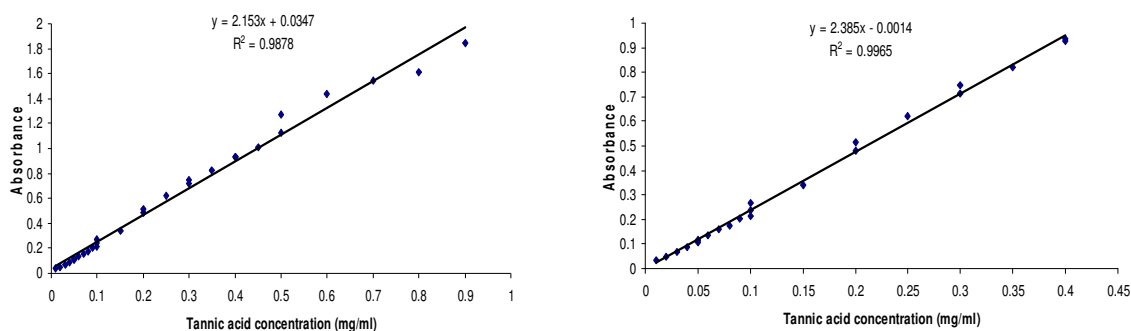 y = 2.153x + 0.0347
R² = 0.9878
2
1.8
1.6
1.4
1.2
1
0.8
0.6
0.4
0.2
0
Absorbance
0 0.1 0.2 0.3 0.4 0.5 0.6 0.7 0.8 0.9 1
Tannic acid concentration (mg/ml)
y = 2.385x - 0.0014
R² = 0.9965
1
0.9
0.8
0.7
0.6
0.5
0.4
0.3
0.2
0.1
0
Absorbance
0 0.05 0.1 0.15 0.2 0.25 0.3 0.35 0.4 0.45
Tannic acid concentration (mg/ml)